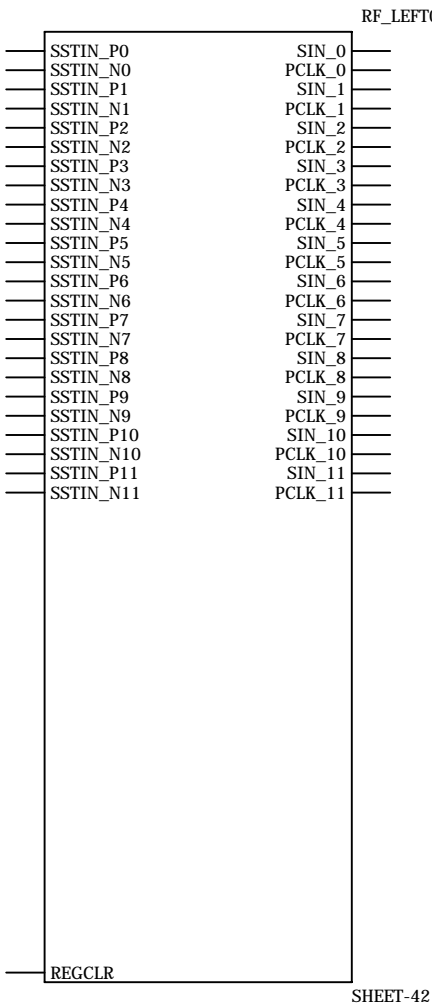 RF_LEFT
SSTIN_P0 SIN_0
SSTIN_N0 PCLK_0
SSTIN_P1 SIN_1
SSTIN_N1 PCLK_1
SSTIN_P2 SIN_2
SSTIN_N2 PCLK_2
SSTIN_P3 SIN_3
SSTIN_N3 PCLK_3
SSTIN_P4 SIN_4
SSTIN_N4 PCLK_4
SSTIN_P5 SIN_5
SSTIN_N5 PCLK_5
SSTIN_P6 SIN_6
SSTIN_N6 PCLK_6
SSTIN_P7 SIN_7
SSTIN_N7 PCLK_7
SSTIN_P8 SIN_8
SSTIN_N8 PCLK_8
SSTIN_P9 SIN_9
SSTIN_N9 PCLK_9
SSTIN_P10 SIN_10
SSTIN_N10 PCLK_10
SSTIN_P11 SIN_11
SSTIN_N11 PCLK_11
REGCLR
SHEET-42